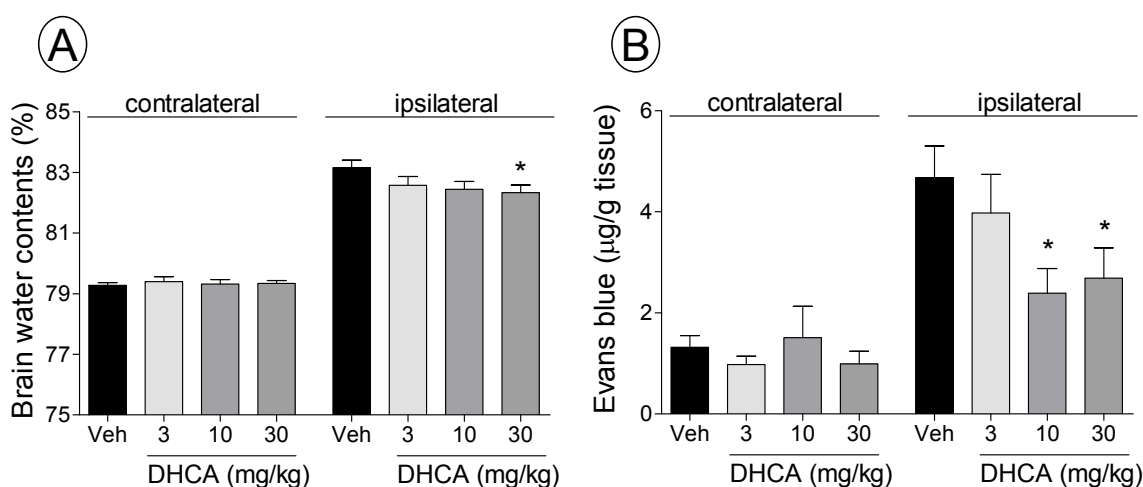 A
contralateral
ipsilateral
Brain water contents (%)
85
83
81
79
77
75
*
Veh 3 10 30 Veh 3 10 30
DHCA (mg/kg) DHCA (mg/kg)
B
contralateral
ipsilateral
Evans blue (μg/g tissue)
6
4
2
0
* *
Veh 3 10 30 Veh 3 10 30
DHCA (mg/kg) DHCA (mg/kg)